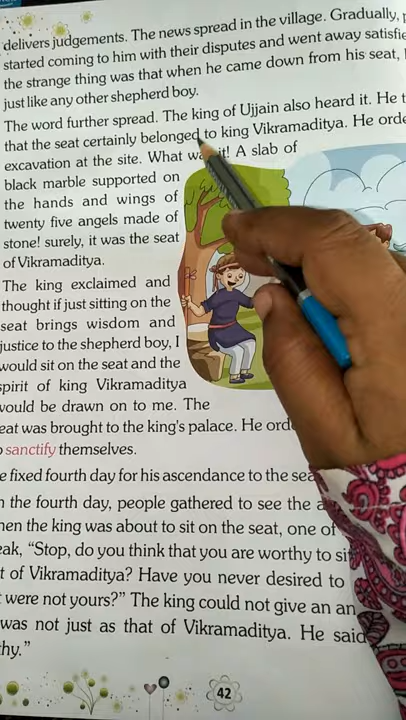 delivers judgements. The news spread in the village. Gradually,
started coming to him with their disputes and went away
the strange thing was that when he came down from his seat,
just like any other shepherd boy.
The word further spread. The king of Ujjain also heard it. He
that the seat certainly belonged to king Vikramaditya. He
excavation at the site. What it! A slab of
black marble supported on
the hands and wings of
twenty five angels made of
stone! surely, it was the seat
of Vikramaditya.
The king exclaimed and
thought if just sitting on the
seat brings wisdom and
justice to the shepherd boy, I
would sit on the seat and the
spirit of king Vikramaditya
would be drawn on to me. The
eat was brought to the king's palace. He
sanctify themselves.
e fixed fourth day for his ascendance to the
n the fourth day, people gathered to see the
hen the king was about to sit on the seat, one of
eak, "Stop, do you think that you are worthy to
t of Vikramaditya? Have you never desired to
were not yours?" The king could not give an an
was not just as that of Vikramaditya. He said
thy."
42